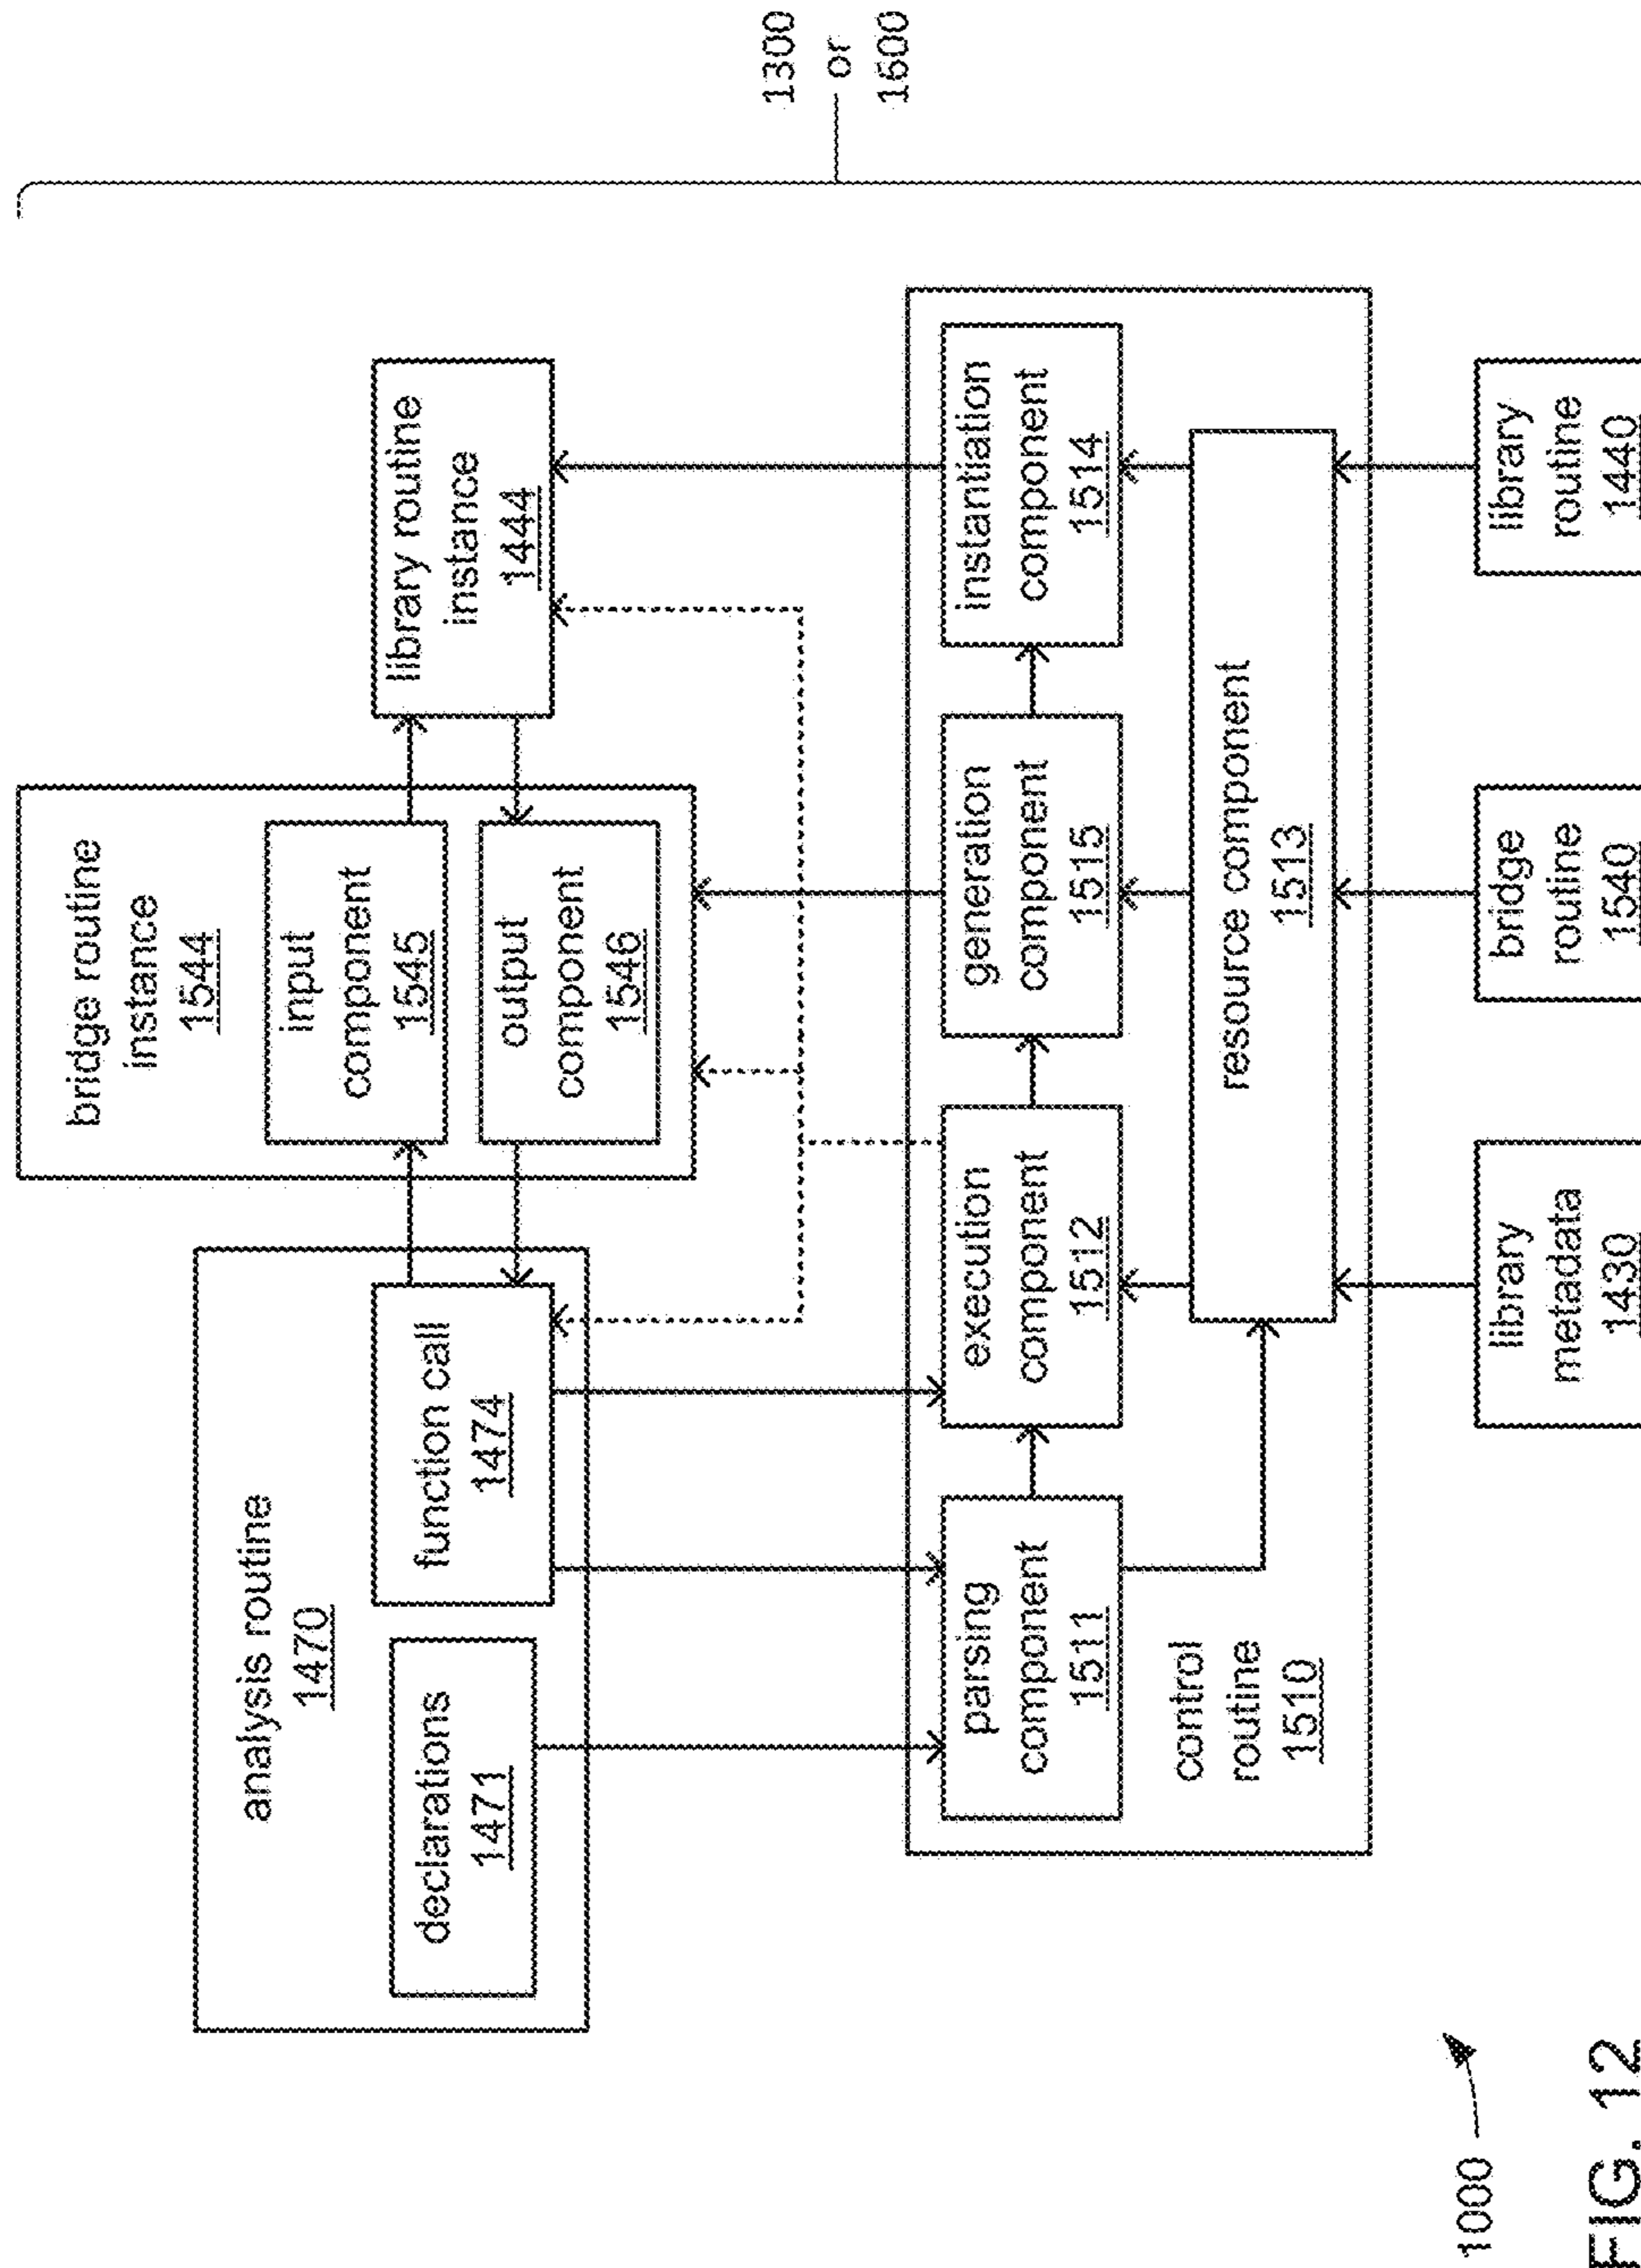 1300
or
1600
bridge routine
instance
1544
input
component
1545
output
component
1546
library routine
instance
1444
analysis routine
1470
declarations
1471
function call
1474
parsing
component
1511
execution
component
1512
generation
component
1515
instantiation
component
1514
control
routine
1510
resource component
1513
library
metadata
1430
bridge
routine
1540
library
routine
1440
1000
FIG. 12